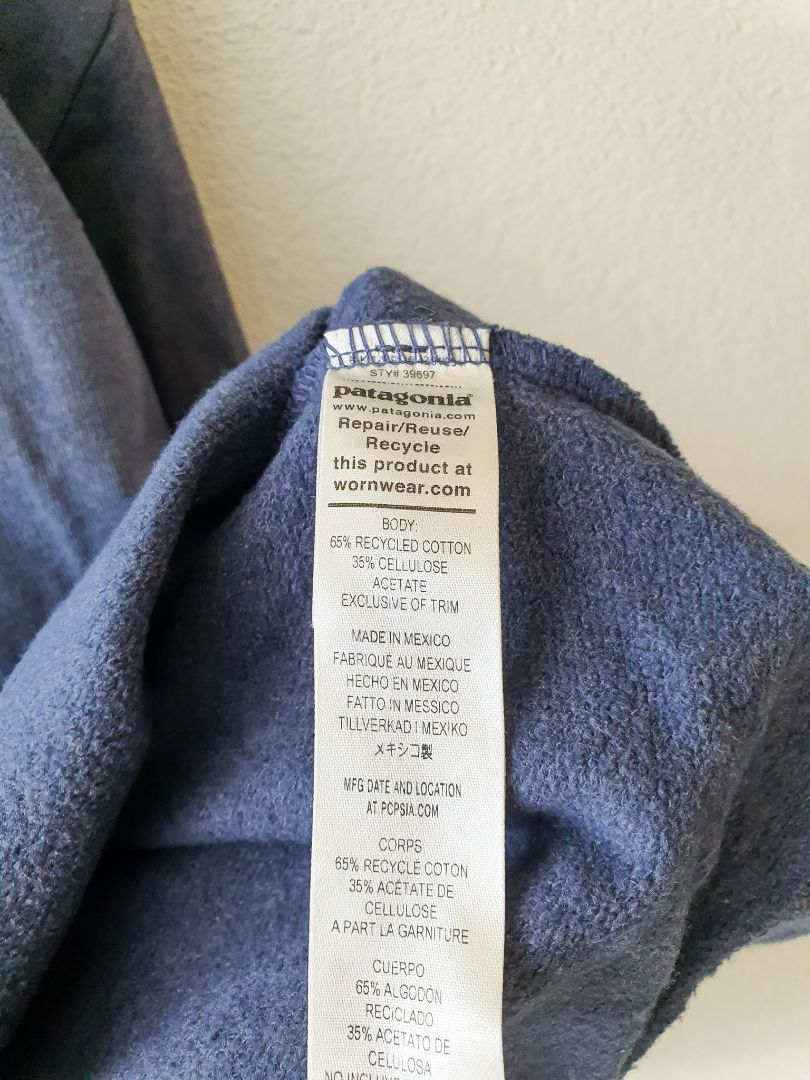 STY# 39697
patagonia®
www.patagonia.com
Repair/Reuse/
Recycle
this product at
wornwear.com
BODY:
65% RECYCLED COTTON
35% CELLULOSE
ACETATE
EXCLUSIVE OF TRIM
MADE IN MEXICO
FABRIQUÉ AU MEXIQUE
HECHO EN MEXICO
FATTO IN MESSICO
TILLVERKAD I MEXIKO
メキシコ製
MFG DATE AND LOCATION
AT PCPSIA.COM
CORPS
65% RECYCLÉ COTON
35% ACÉTATE DE
CELLULOSE
A PART LA GARNITURE
CUERPO
65% ALGODÓN
RECICLADO
35% ACETATO DE
CELULOSA
NO